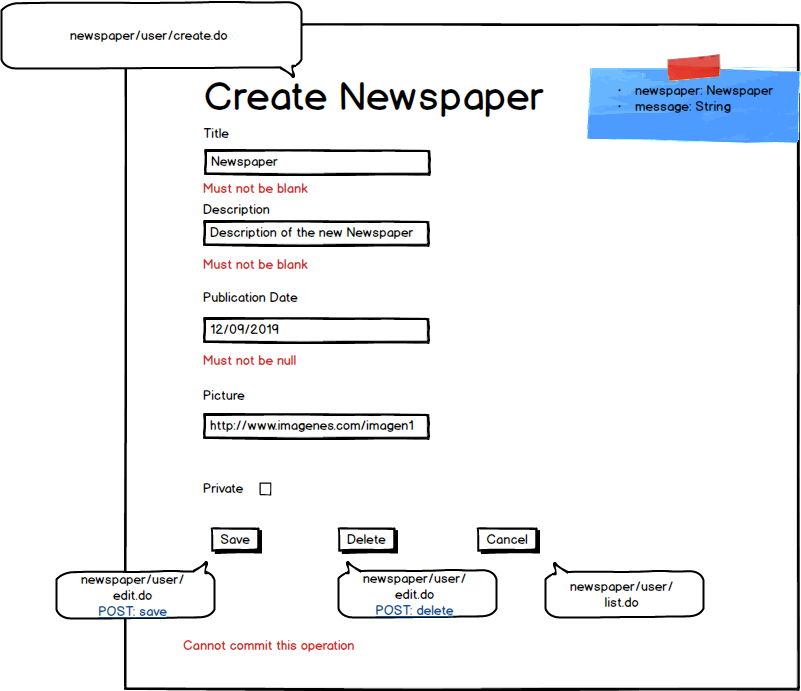 newspaper/user/create.do
Create Newspaper
• newspaper: Newspaper
• message: String
Title
Newspaper
Must not be blank
Description
Description of the new Newspaper
Must not be blank
Publication Date
12/09/2019
Must not be null
Picture
http://www.imagenes.com/imagen1
Private
Save
Delete
Cancel
newspaper/user/
edit.do
POST: save
newspaper/user/
edit.do
POST: delete
newspaper/user/
list.do
Cannot commit this operation